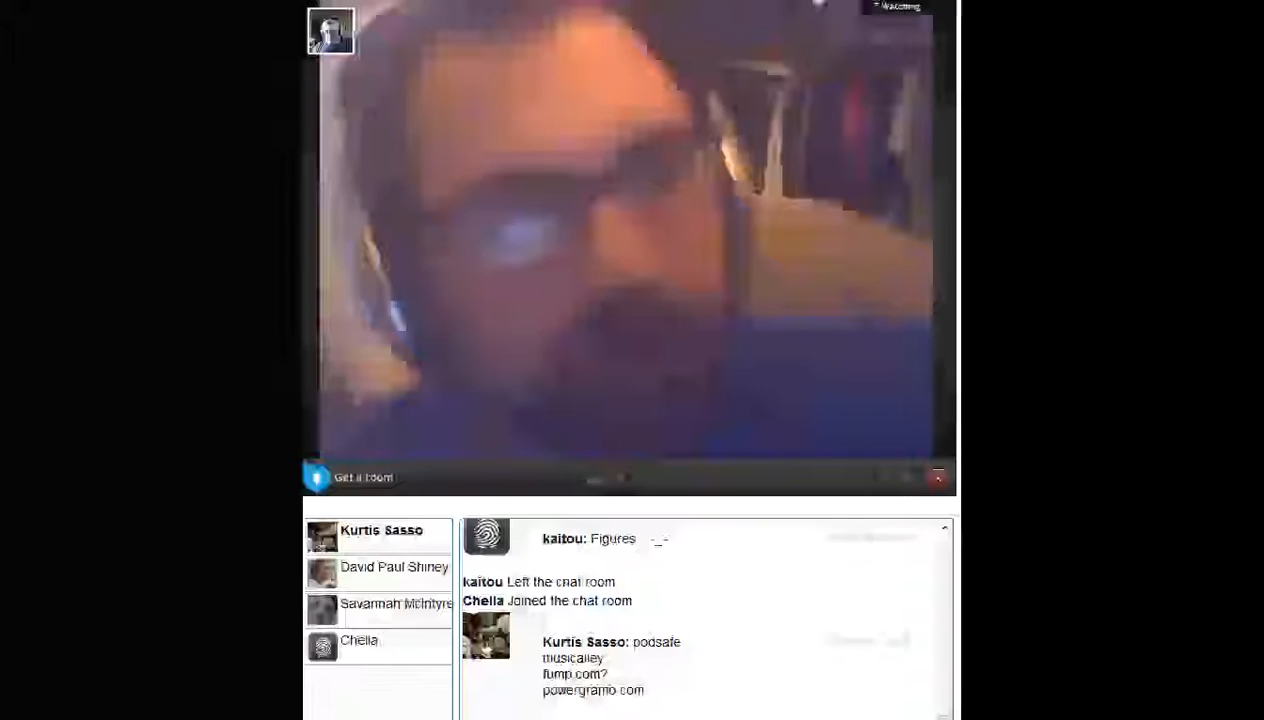 Watching
Get a room
Kurtis Sasso
David Paul Shiney
Savannah McIntyre
Chella
kaitou: Figures -_-
kaitou Left the chat room
Chella Joined the chat room
Kurtis Sasso: podsafe
musicalley
fump com?
powergramo com